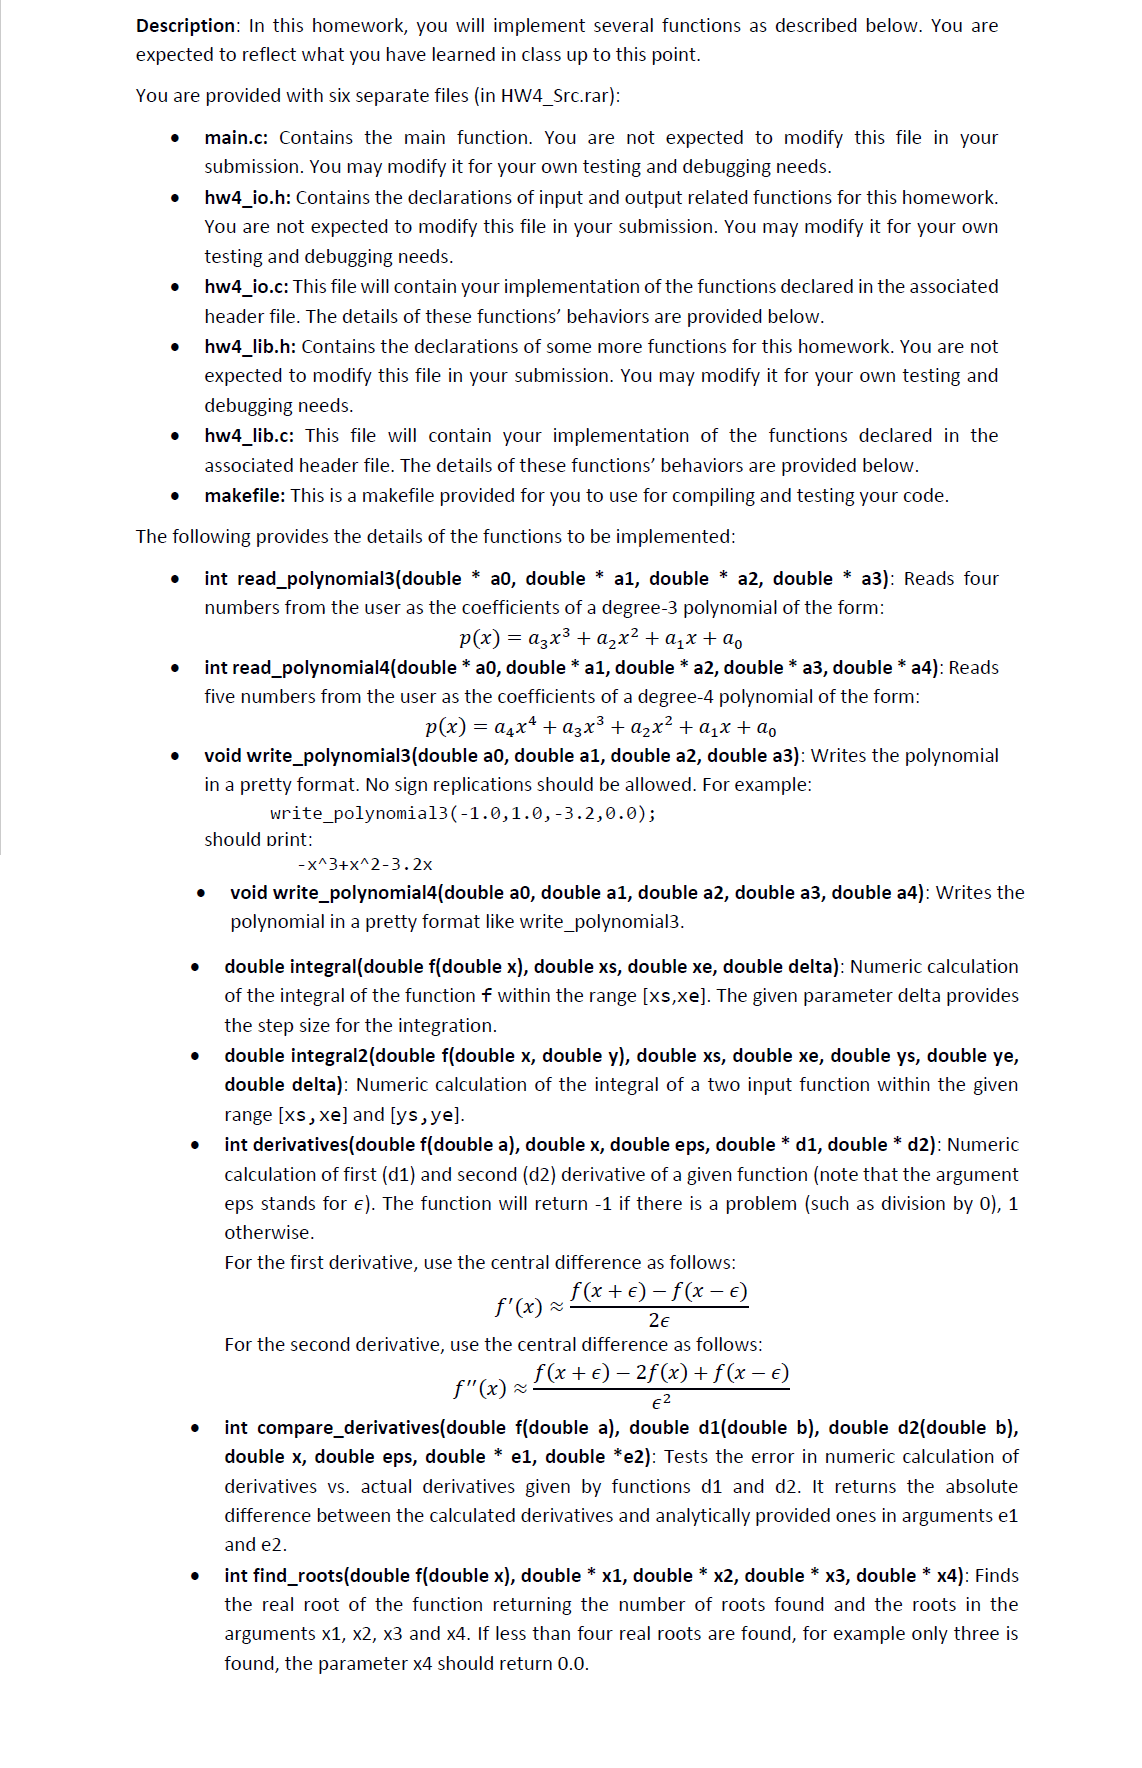 Description: In this homework, you will implement several functions as described below. You are
expected to reflect what you have learned in class up to this point.
You are provided with six separate files (in HW4_Src.rar):
• main.c: Contains the main function. You are not expected to modify this file in your
submission. You may modify it for your own testing and debugging needs.
• hw4_io.h: Contains the declarations of input and output related functions for this homework.
You are not expected to modify this file in your submission. You may modify it for your own
testing and debugging needs.
• hw4_io.c: This file will contain your implementation of the functions declared in the associated
header file. The details of these functions’ behaviors are provided below.
• hw4_lib.h: Contains the declarations of some more functions for this homework. You are not
expected to modify this file in your submission. You may modify it for your own testing and
debugging needs.
• hw4_lib.c: This file will contain your implementation of the functions declared in the
associated header file. The details of these functions’ behaviors are provided below.
• makefile: This is a makefile provided for you to use for compiling and testing your code.
The following provides the details of the functions to be implemented:
• int read_polynomial3(double * a0, double * a1, double * a2, double * a3): Reads four
numbers from the user as the coefficients of a degree-3 polynomial of the form:
p(x) = a₃x³ + a₂x² + a₁x + a₀
• int read_polynomial4(double * a0, double * a1, double * a2, double * a3, double * a4): Reads
five numbers from the user as the coefficients of a degree-4 polynomial of the form:
p(x) = a₄x⁴ + a₃x³ + a₂x² + a₁x + a₀
• void write_polynomial3(double a0, double a1, double a2, double a3): Writes the polynomial
in a pretty format. No sign replications should be allowed. For example:
write_polynomial3(-1.0,1.0,-3.2,0.0);
should print:
-x^3+x^2-3.2x
• void write_polynomial4(double a0, double a1, double a2, double a3, double a4): Writes the
polynomial in a pretty format like write_polynomial3.
• double integral(double f(double x), double xs, double xe, double delta): Numeric calculation
of the integral of the function f within the range [xs,xe]. The given parameter delta provides
the step size for the integration.
• double integral2(double f(double x, double y), double xs, double xe, double ys, double ye,
double delta): Numeric calculation of the integral of a two input function within the given
range [xs,xe] and [ys,ye].
• int derivatives(double f(double a), double x, double eps, double * d1, double * d2): Numeric
calculation of first (d1) and second (d2) derivative of a given function (note that the argument
eps stands for ϵ). The function will return -1 if there is a problem (such as division by 0), 1
otherwise.
For the first derivative, use the central difference as follows:
f′(x) ≈ f(x + ϵ) − f(x − ϵ)
2ϵ
For the second derivative, use the central difference as follows:
f″(x) ≈ f(x + ϵ) − 2f(x) + f(x − ϵ)
ϵ²
• int compare_derivatives(double f(double a), double d1(double b), double d2(double b),
double x, double eps, double * e1, double *e2): Tests the error in numeric calculation of
derivatives vs. actual derivatives given by functions d1 and d2. It returns the absolute
difference between the calculated derivatives and analytically provided ones in arguments e1
and e2.
• int find_roots(double f(double x), double * x1, double * x2, double * x3, double * x4): Finds
the real root of the function returning the number of roots found and the roots in the
arguments x1, x2, x3 and x4. If less than four real roots are found, for example only three is
found, the parameter x4 should return 0.0.